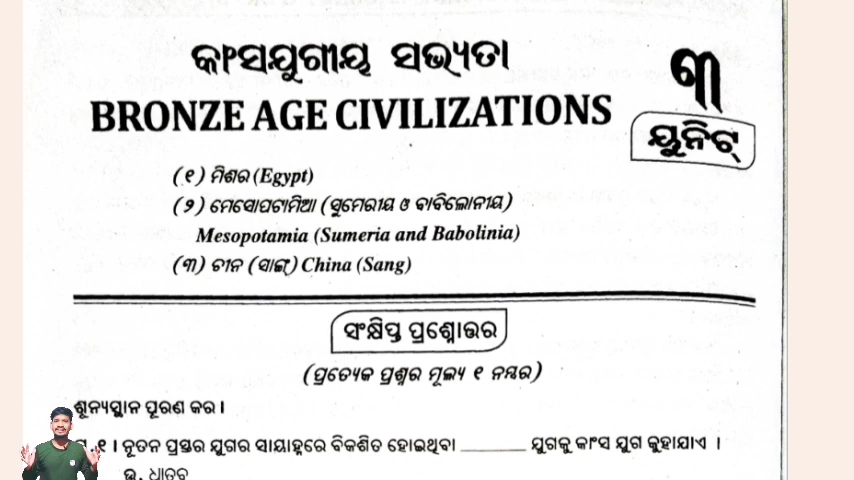 କାଂସଯୁଗୀୟ ସଭ୍ୟତା
BRONZE AGE CIVILIZATIONS
୩
ୟୁନିଟ୍
(୧) ମିଶର (Egypt)
(୨) ମେସୋପଟାମିଆ (ସୁମେରୀୟ ଓ ବାବିଲୋନୀୟ)
Mesopotamia (Sumeria and Babolinia)
(୩) ଚୀନ (ସାଙ୍ଗ୍) China (Sang)
ସଂକ୍ଷିପ୍ତ ପ୍ରଶ୍ନୋତ୍ତର
(ପ୍ରତ୍ୟେକ ପ୍ରଶ୍ନର ମୂଲ୍ୟ ୧ ନମ୍ବର)
ଶୂନ୍ୟସ୍ଥାନ ପୂରଣ କର ।
୧ । ନୂତନ ପ୍ରସ୍ତର ଯୁଗର ସାୟାହ୍ନରେ ବିକଶିତ ହୋଇଥିବା ________ ଯୁଗକୁ କାଂସ ଯୁଗ କୁହାଯାଏ ।
ଉ. ଧାତବ